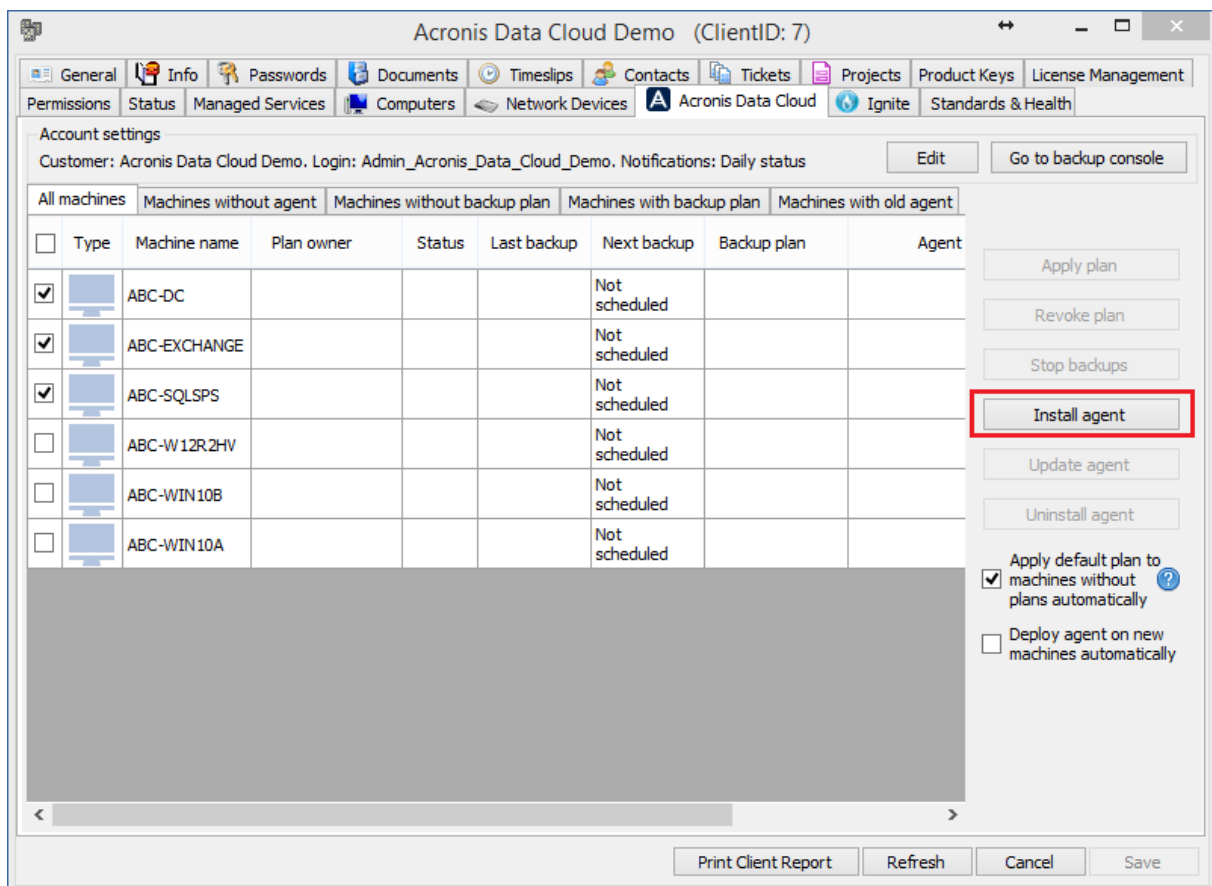 Acronis Data Cloud Demo (ClientID: 7)
General Info Passwords Documents Timeslips Contacts Tickets Projects Product Keys License Management
Permissions Status Managed Services Computers Network Devices Acronis Data Cloud Ignite Standards & Health
Account settings
Customer: Acronis Data Cloud Demo. Login: Admin_Acronis_Data_Cloud_Demo. Notifications: Daily status Edit Go to backup console
All machines Machines without agent Machines without backup plan Machines with backup plan Machines with old agent
Type Machine name Plan owner Status Last backup Next backup Backup plan Agent
ABC-DC Not scheduled
ABC-EXCHANGE Not scheduled
ABC-SQLSPS Not scheduled
ABC-W12R2HV Not scheduled
ABC-WIN10B Not scheduled
ABC-WIN10A Not scheduled
Apply plan
Revoke plan
Stop backups
Install agent
Update agent
Uninstall agent
Apply default plan to
machines without ?
plans automatically
Deploy agent on new
machines automatically
Print Client Report Refresh Cancel Save